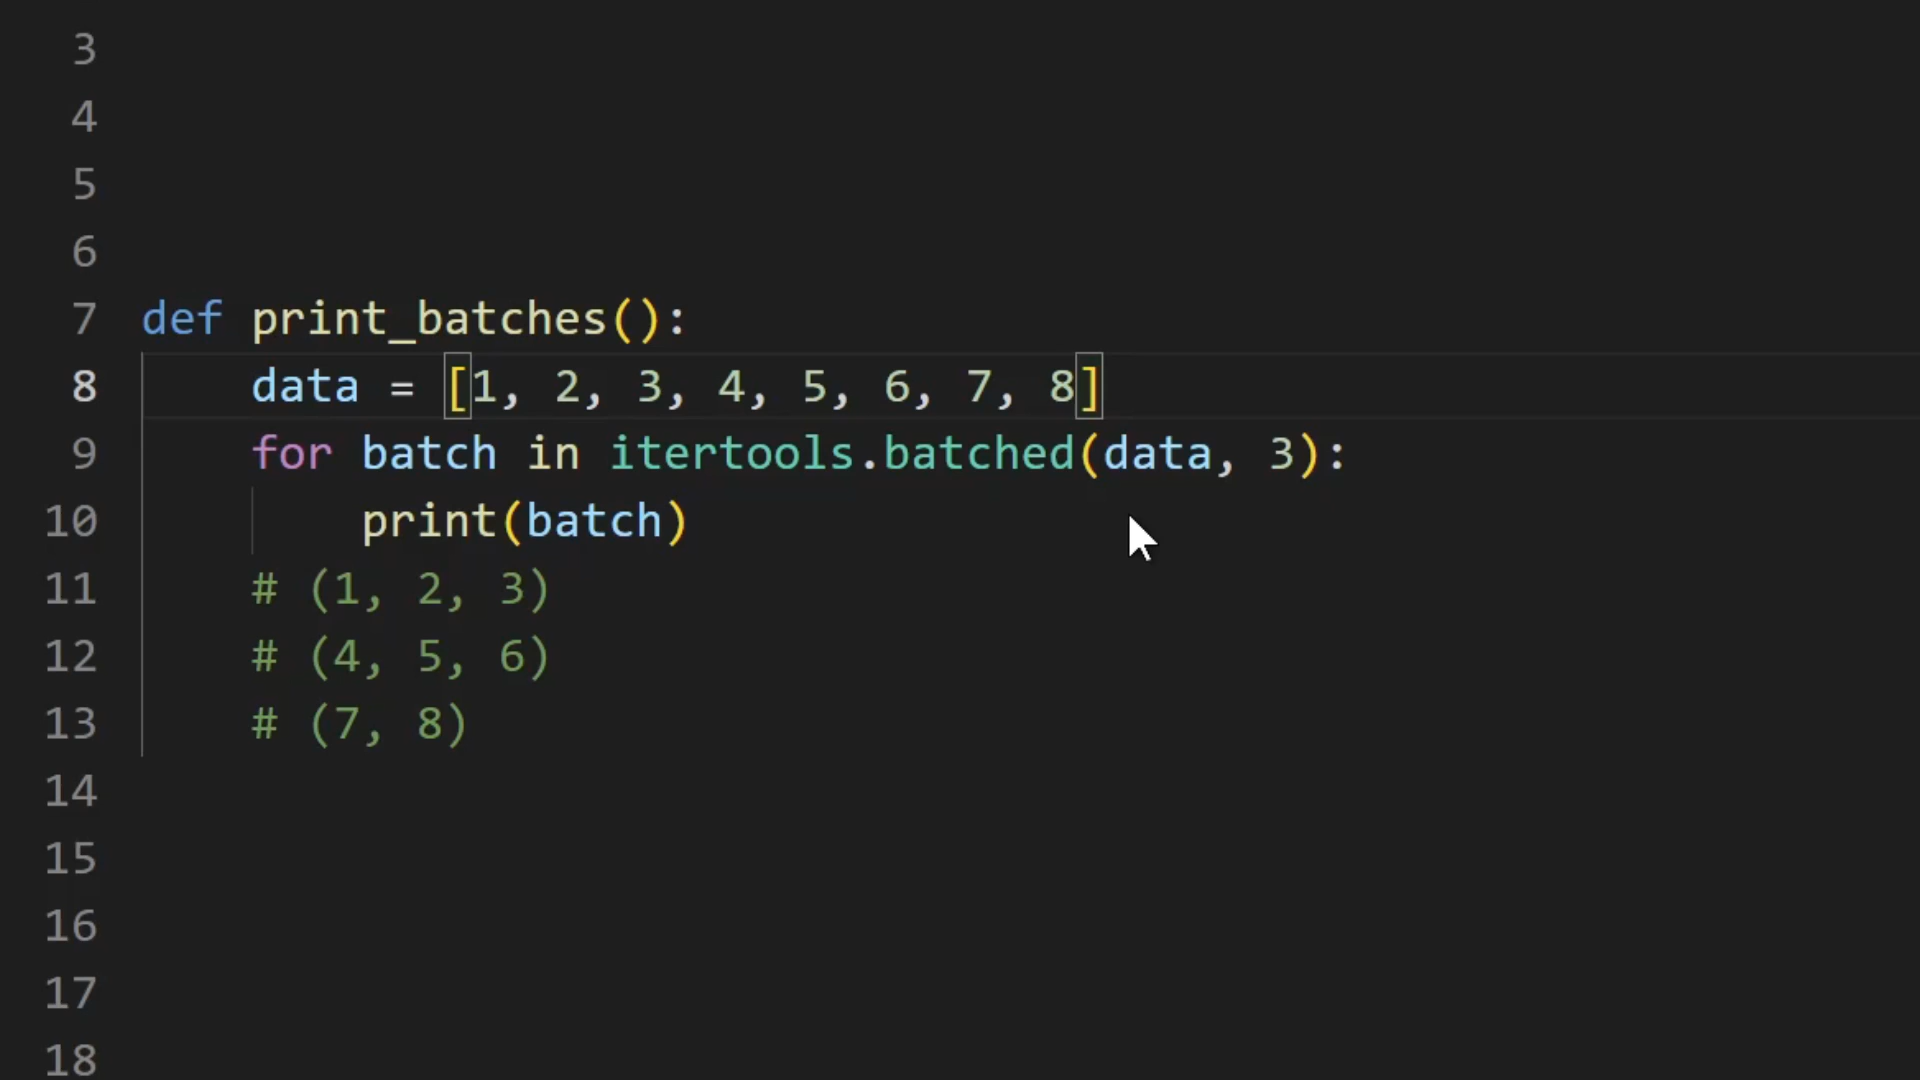 3
4
5
6
7 def print_batches():
8     data = [1, 2, 3, 4, 5, 6, 7, 8]
9     for batch in itertools.batched(data, 3):
10         print(batch)
11     # (1, 2, 3)
12     # (4, 5, 6)
13     # (7, 8)
14
15
16
17
18